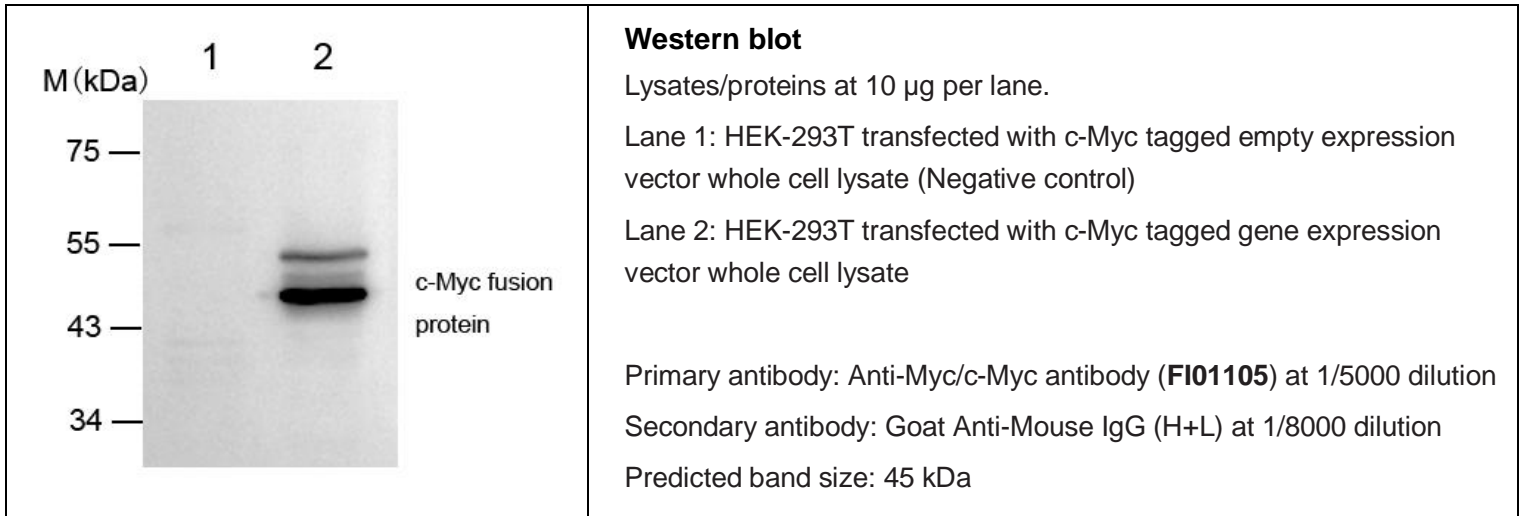 1 2
M (kDa)
75
55
43
34
c-Myc fusion
protein
Western blot
Lysates/proteins at 10 µg per lane.
Lane 1: HEK-293T transfected with c-Myc tagged empty expression
vector whole cell lysate (Negative control)
Lane 2: HEK-293T transfected with c-Myc tagged gene expression
vector whole cell lysate
Primary antibody: Anti-Myc/c-Myc antibody (FI01105) at 1/5000 dilution
Secondary antibody: Goat Anti-Mouse IgG (H+L) at 1/8000 dilution
Predicted band size: 45 kDa